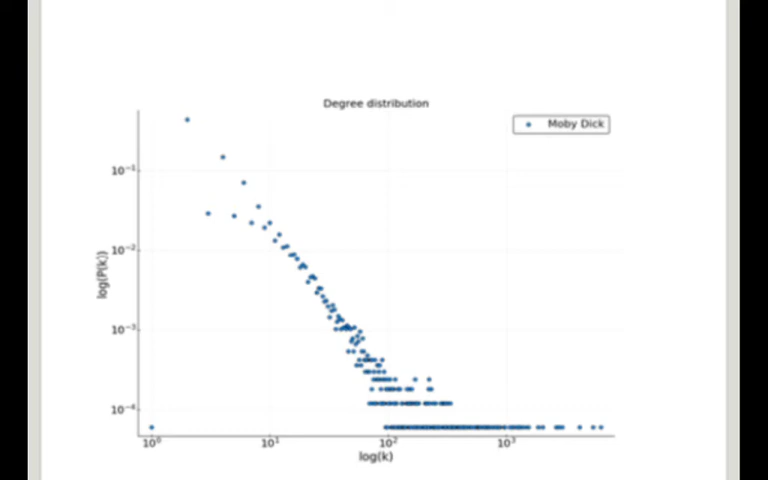 Degree distribution
Moby Dick
10⁻¹
10⁻²
10⁻³
10⁻⁴
log(P(k))
10⁰ 10¹ 10² 10³
log(k)